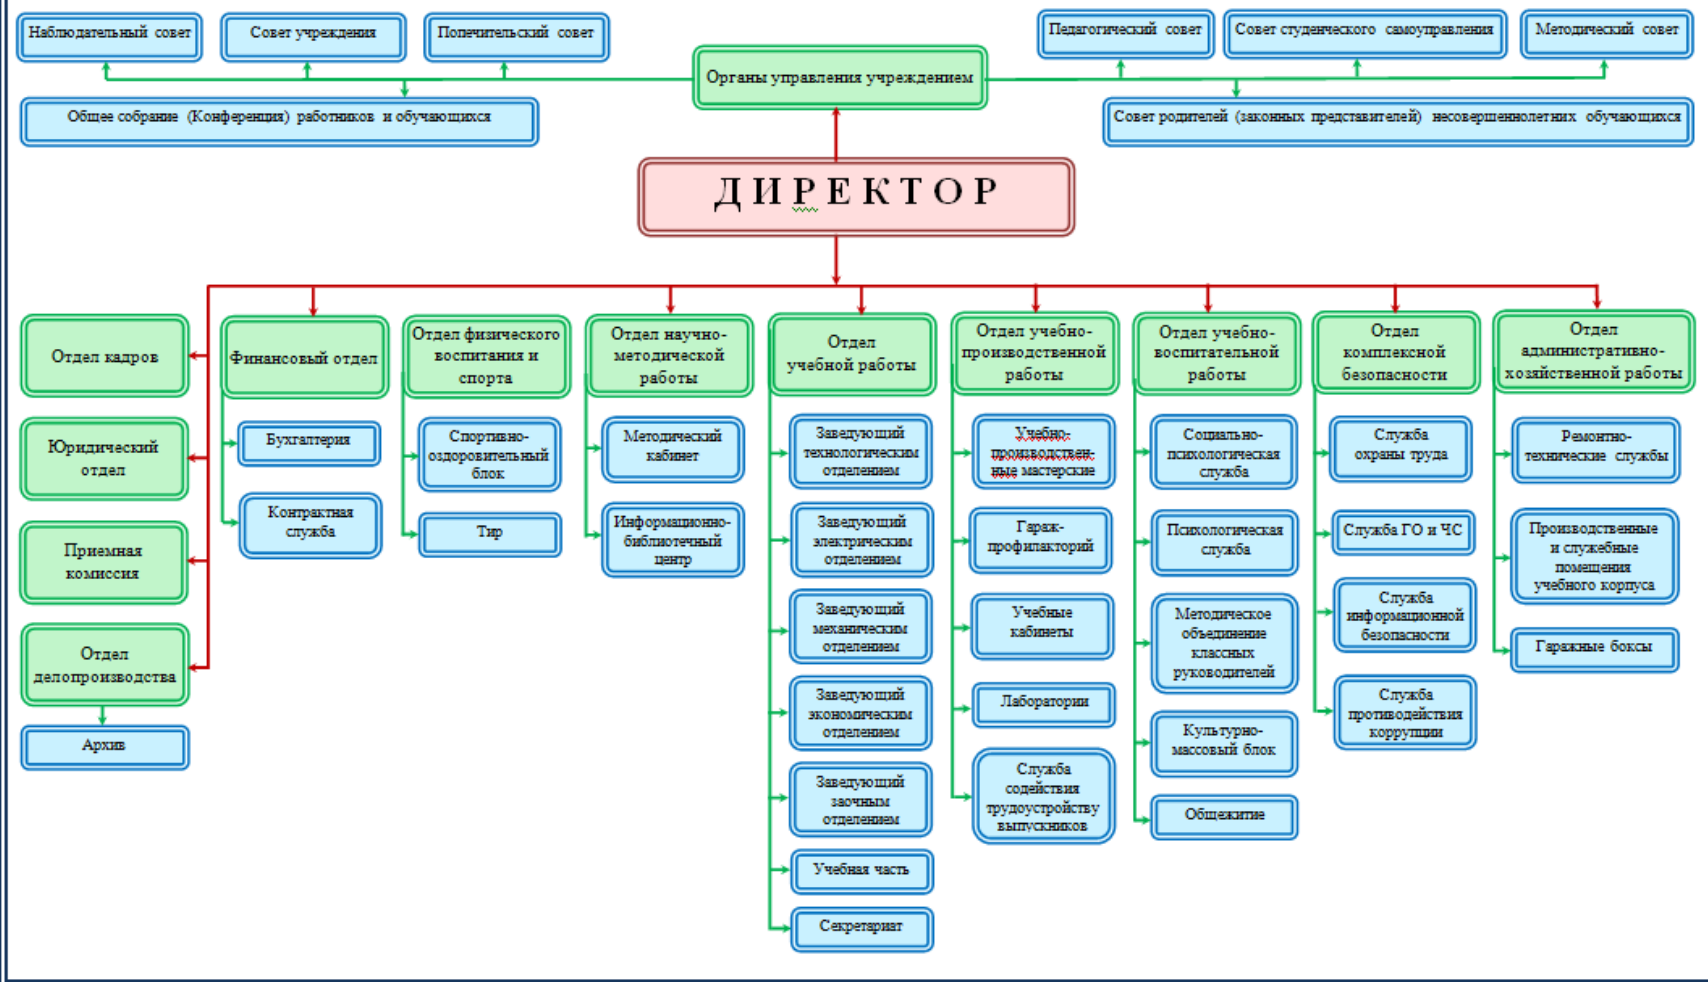 Наблюдательный совет
Совет учреждения
Попечительский совет
Педагогический совет
Совет студенческого самоуправления
Методический совет
Органы управления учреждением
Общее собрание (Конференция) работников и обучающихся
Совет родителей (законных представителей) несовершеннолетних обучающихся
ДИРЕКТОР
Отдел кадров
Юридический
отдел
Приемная
комиссия
Отдел
делопроизводства
Архив
Финансовый отдел
Бухгалтерия
Контрактная
служба
Отдел физического
воспитания и
спорта
Спортивно-
оздоровительный
блок
Тир
Отдел научно-
методической
работы
Методический
кабинет
Информационно-
библиотечный
центр
Отдел
учебной работы
Заведующий
технологическим
отделением
Заведующий
электрическим
отделением
Заведующий
механическим
отделением
Заведующий
экономическим
отделением
Заведующий
заочным
отделением
Учебная часть
Секретариат
Отдел учебно-
производственной
работы
Учебно-
производствен-
ные мастерские
Гараж-
профилакторий
Учебные
кабинеты
Лаборатории
Служба
содействия
трудоустройству
выпускников
Отдел учебно-
воспитательной
работы
Социально-
психологическая
служба
Психологическая
служба
Методическое
объединение
классных
руководителей
Культурно-
массовый блок
Общежитие
Отдел
комплексной
безопасности
Служба
охраны труда
Служба ГО и ЧС
Служба
информационной
безопасности
Служба
противодействия
коррупции
Отдел
административно-
хозяйственной работы
Ремонтно-
технические службы
Производственные
и служебные
помещения
учебного корпуса
Гаражные боксы